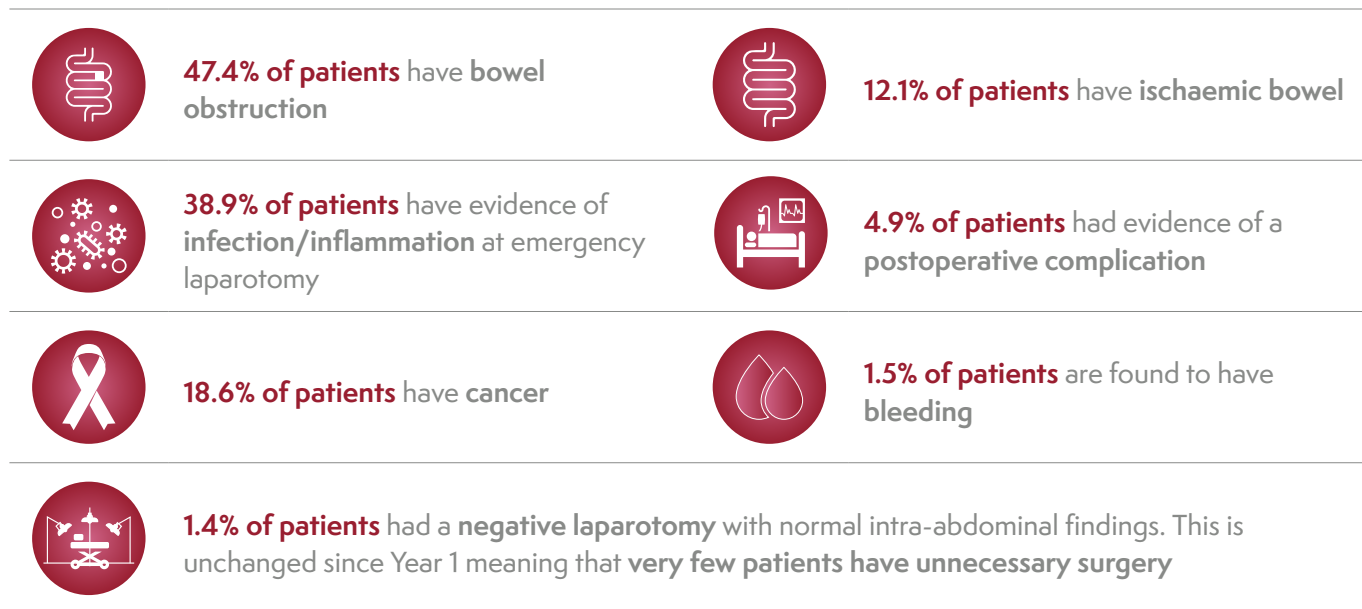 47.4% of patients have bowel
obstruction
12.1% of patients have ischaemic bowel
38.9% of patients have evidence of
infection/inflammation at emergency
laparotomy
4.9% of patients had evidence of a
postoperative complication
18.6% of patients have cancer
1.5% of patients are found to have
bleeding
1.4% of patients had a negative laparotomy with normal intra-abdominal findings. This is
unchanged since Year 1 meaning that very few patients have unnecessary surgery